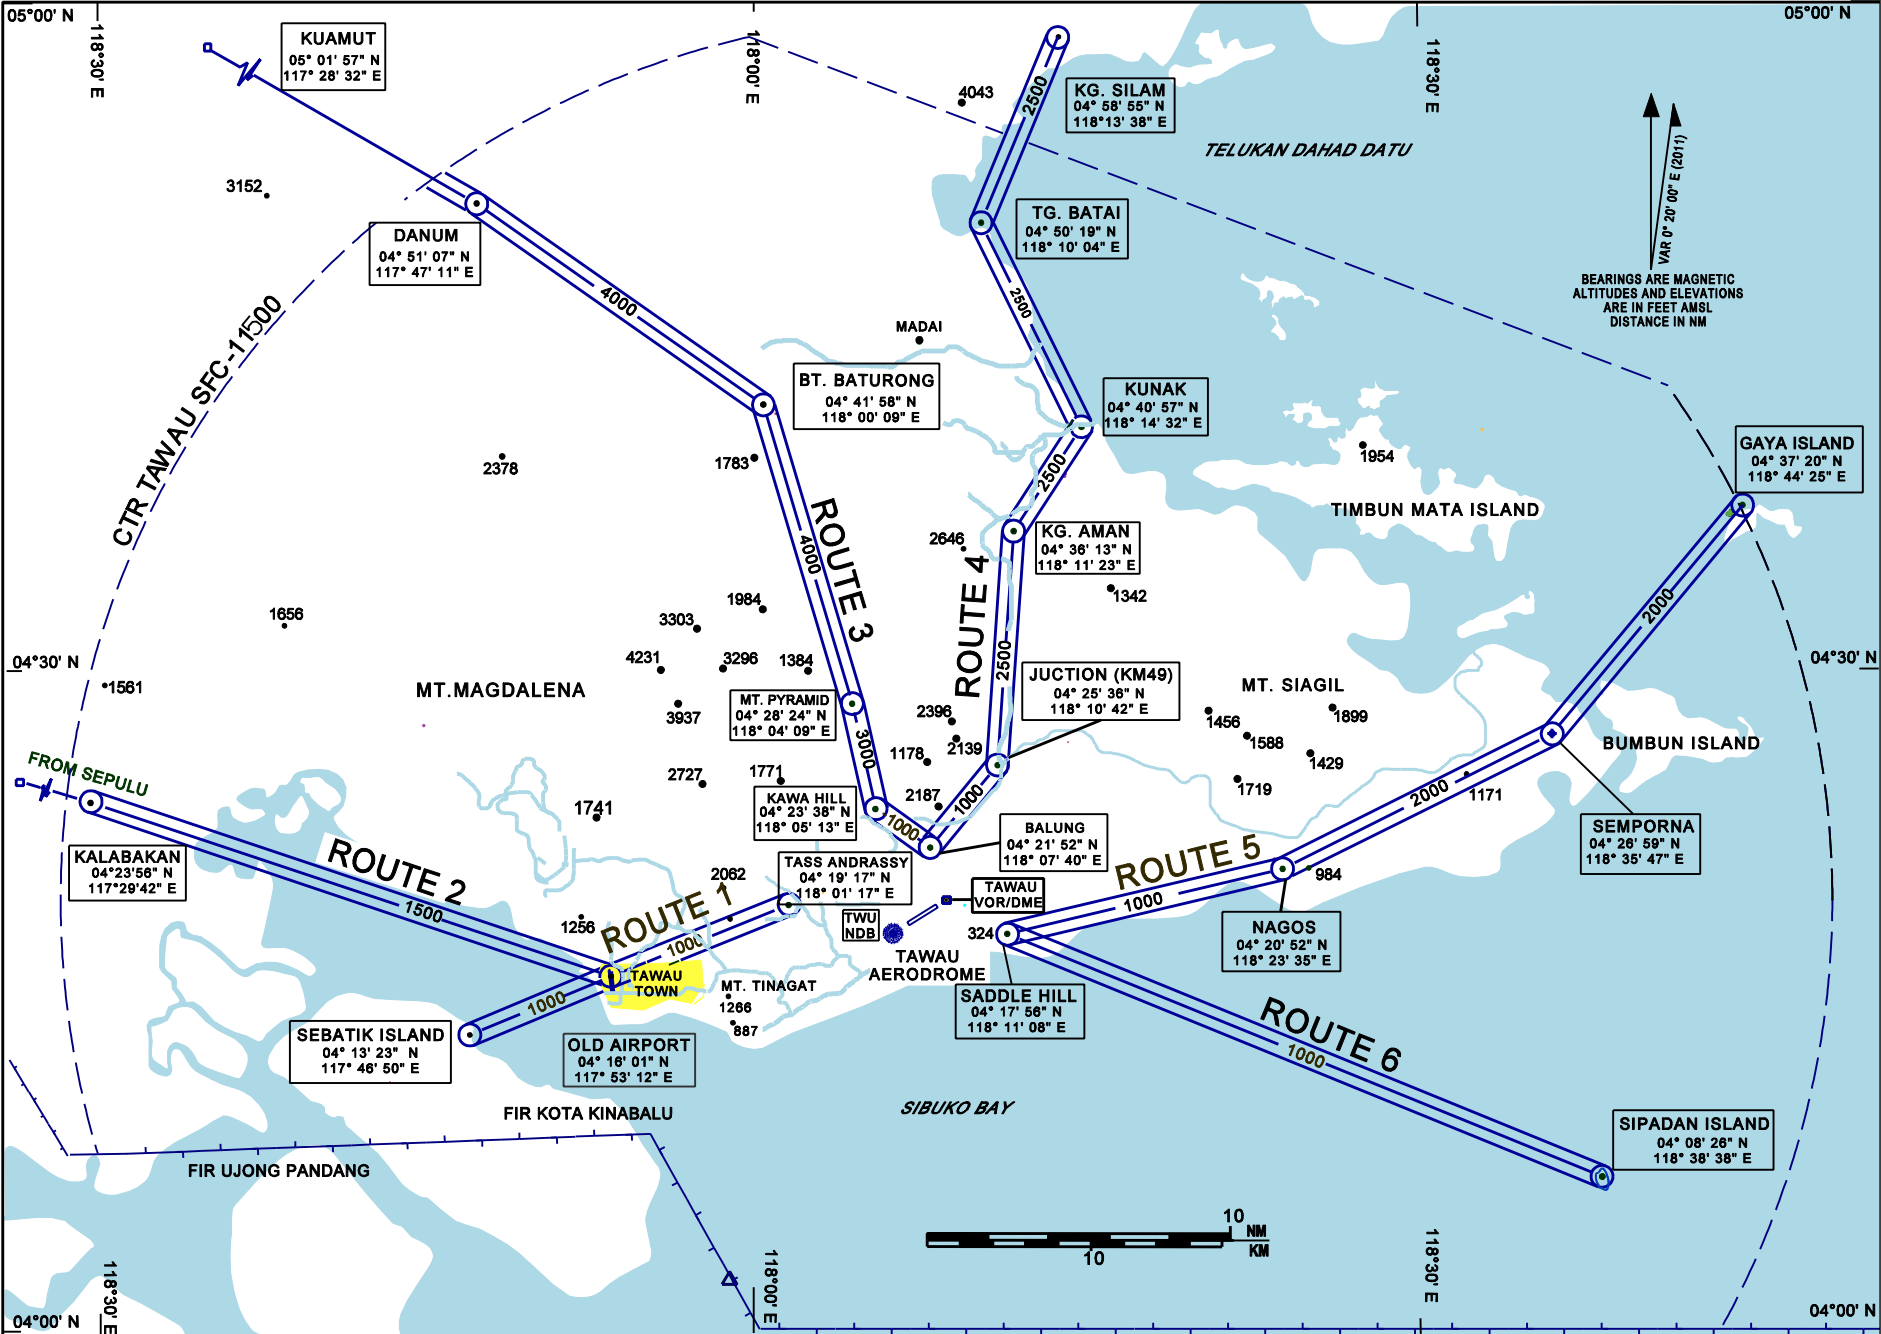 05°00' N
118°30' E
KUAMUT
05° 01' 57" N
117° 28' 32" E
118°00' E
4043
KG. SILAM
04° 58' 55" N
118°13' 38" E
118°30' E
05°00' N
2500
TELUKAN DAHAD DATU
VAR 0° 20' 00" E (2011)
BEARINGS ARE MAGNETIC
ALTITUDES AND ELEVATIONS
ARE IN FEET AMSL
DISTANCE IN NM
3152
DANUM
04° 51' 07" N
117° 47' 11" E
TG. BATAI
04° 50' 19" N
118° 10' 04" E
4000
2500
CTR TAWAU SFC-11500
MADAI
BT. BATURONG
04° 41' 58" N
118° 00' 09" E
KUNAK
04° 40' 57" N
118° 14' 32" E
2378
1783
2500
1954
GAYA ISLAND
04° 37' 20" N
118° 44' 25" E
TIMBUN MATA ISLAND
ROUTE 3
4000
2646
KG. AMAN
04° 36' 13" N
118° 11' 23" E
ROUTE 4
1342
2000
1656
1984
3303
4231
3296
1384
2500
04°30' N
04°30' N
1561
MT.MAGDALENA
3937
MT. PYRAMID
04° 28' 24" N
118° 04' 09" E
3000
JUCTION (KM49)
04° 25' 36" N
118° 10' 42" E
MT. SIAGIL
2396
2139
1178
1456
1899
1588
1429
1719
BUMBUN ISLAND
FROM SEPULU
2727
1771
1741
KAWA HILL
04° 23' 38" N
118° 05' 13" E
2187
1000
1000
2000
1171
BALUNG
04° 21' 52" N
118° 07' 40" E
SEMPORNA
04° 26' 59" N
118° 35' 47" E
KALABAKAN
04°23'56" N
117°29'42" E
ROUTE 2
1500
TASS ANDRASSY
04° 19' 17" N
118° 01' 17" E
2062
ROUTE 1
1256
1000
TWU
NDB
TAWAU
VOR/DME
ROUTE 5
1000
984
324
NAGOS
04° 20' 52" N
118° 23' 35" E
TAWAU
AERODROME
TAWAU
TOWN
MT. TINAGAT
1266
887
1000
SEBATIK ISLAND
04° 13' 23" N
117° 46' 50" E
OLD AIRPORT
04° 16' 01" N
117° 53' 12" E
SADDLE HILL
04° 17' 56" N
118° 11' 08" E
ROUTE 6
1000
SIBUKO BAY
FIR KOTA KINABALU
FIR UJONG PANDANG
SIPADAN ISLAND
04° 08' 26" N
118° 38' 38" E
10
NM
KM
10
04°00' N
118°30' E
118°00' E
118°30' E
04°00' N